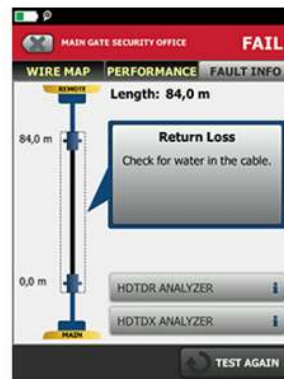 MAIN GATE SECURITY OFFICE FAIL
WIRE MAP PERFORMANCE FAULT INFO
REMOTE
Length: 84,0 m
84,0 m
Return Loss
Check for water in the cable.
0,0 m
HDTDR ANALYZER i
HDTDX ANALYZER i
MAIN
TEST AGAIN